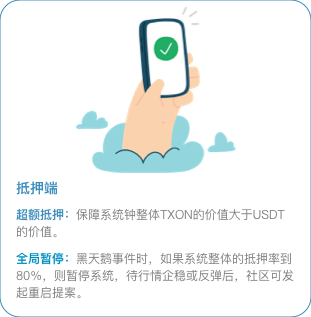 抵押端
超额抵押：保障系统钟整体TXON的价值大于USDT
的价值。
全局暂停：黑天鹅事件时，如果系统整体的抵押率到
80%，则暂停系统，待行情企稳或反弹后，社区可发
起重启提案。